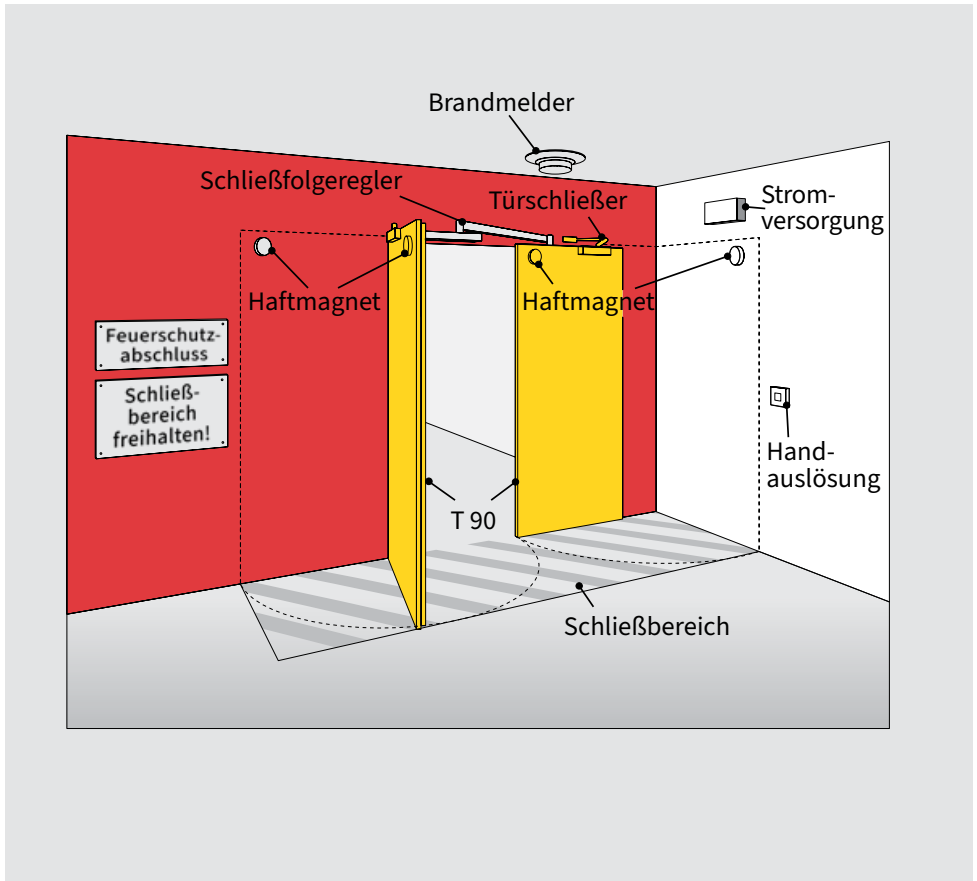 Brandmelder
Schließfolgeregler
Türschließer
Strom-
versorgung
Haftmagnet
Haftmagnet
Feuerschutz-
abschluss
Schließ-
bereich
freihalten!
Hand-
auslösung
T 90
Schließbereich